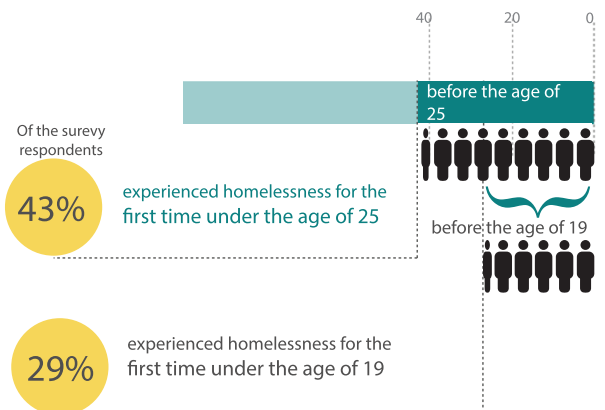 40 20 0
before the age of
25
Of the surevy
respondents
43%
experienced homelessness for the
first time under the age of 25
before the age of 19
29%
experienced homelessness for the
first time under the age of 19